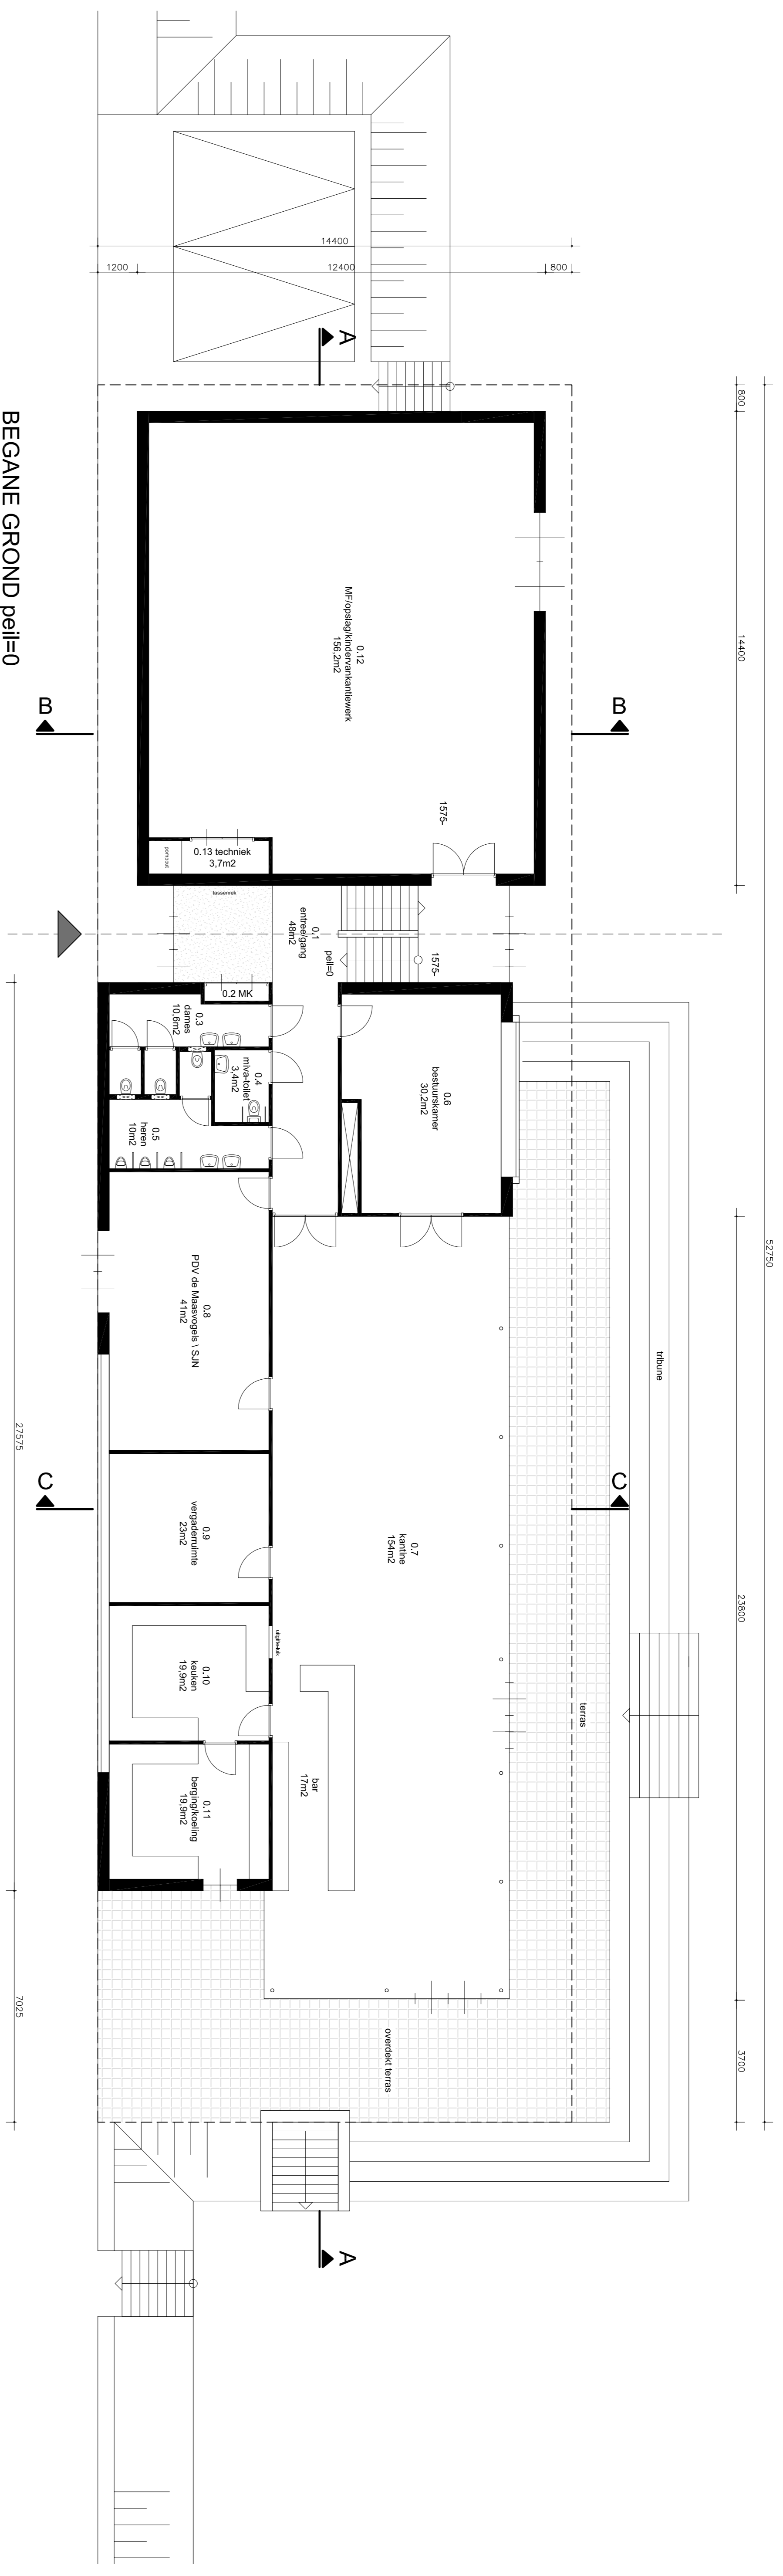 14400
1200
12400
800
A
800
14400
0.12
MF/opslag/kindervankantiewerk
156,2m2
B
B
1575-
pompput
0.13 techniek
3,7m2
tassenrek
0.1
entree/gang
48m2
peil=0
1575-
0.2 MK
0.3
dames
10,6m2
0.4
miva-toilet
3,4m2
0.5
heren
10m2
0.6
bestuurskamer
30,2m2
52750
0.8
PDV de Maasvogels \ SJN
41m2
tribune
27575
C
C
0.9
vergaderruimte
23m2
0.7
kantine
154m2
23800
0.10
keuken
19,9m2
terras
bar
17m2
0.11
berging/koeling
19,9m2
7025
3700
overdekt terras
A
BEGANE GROND peil=0